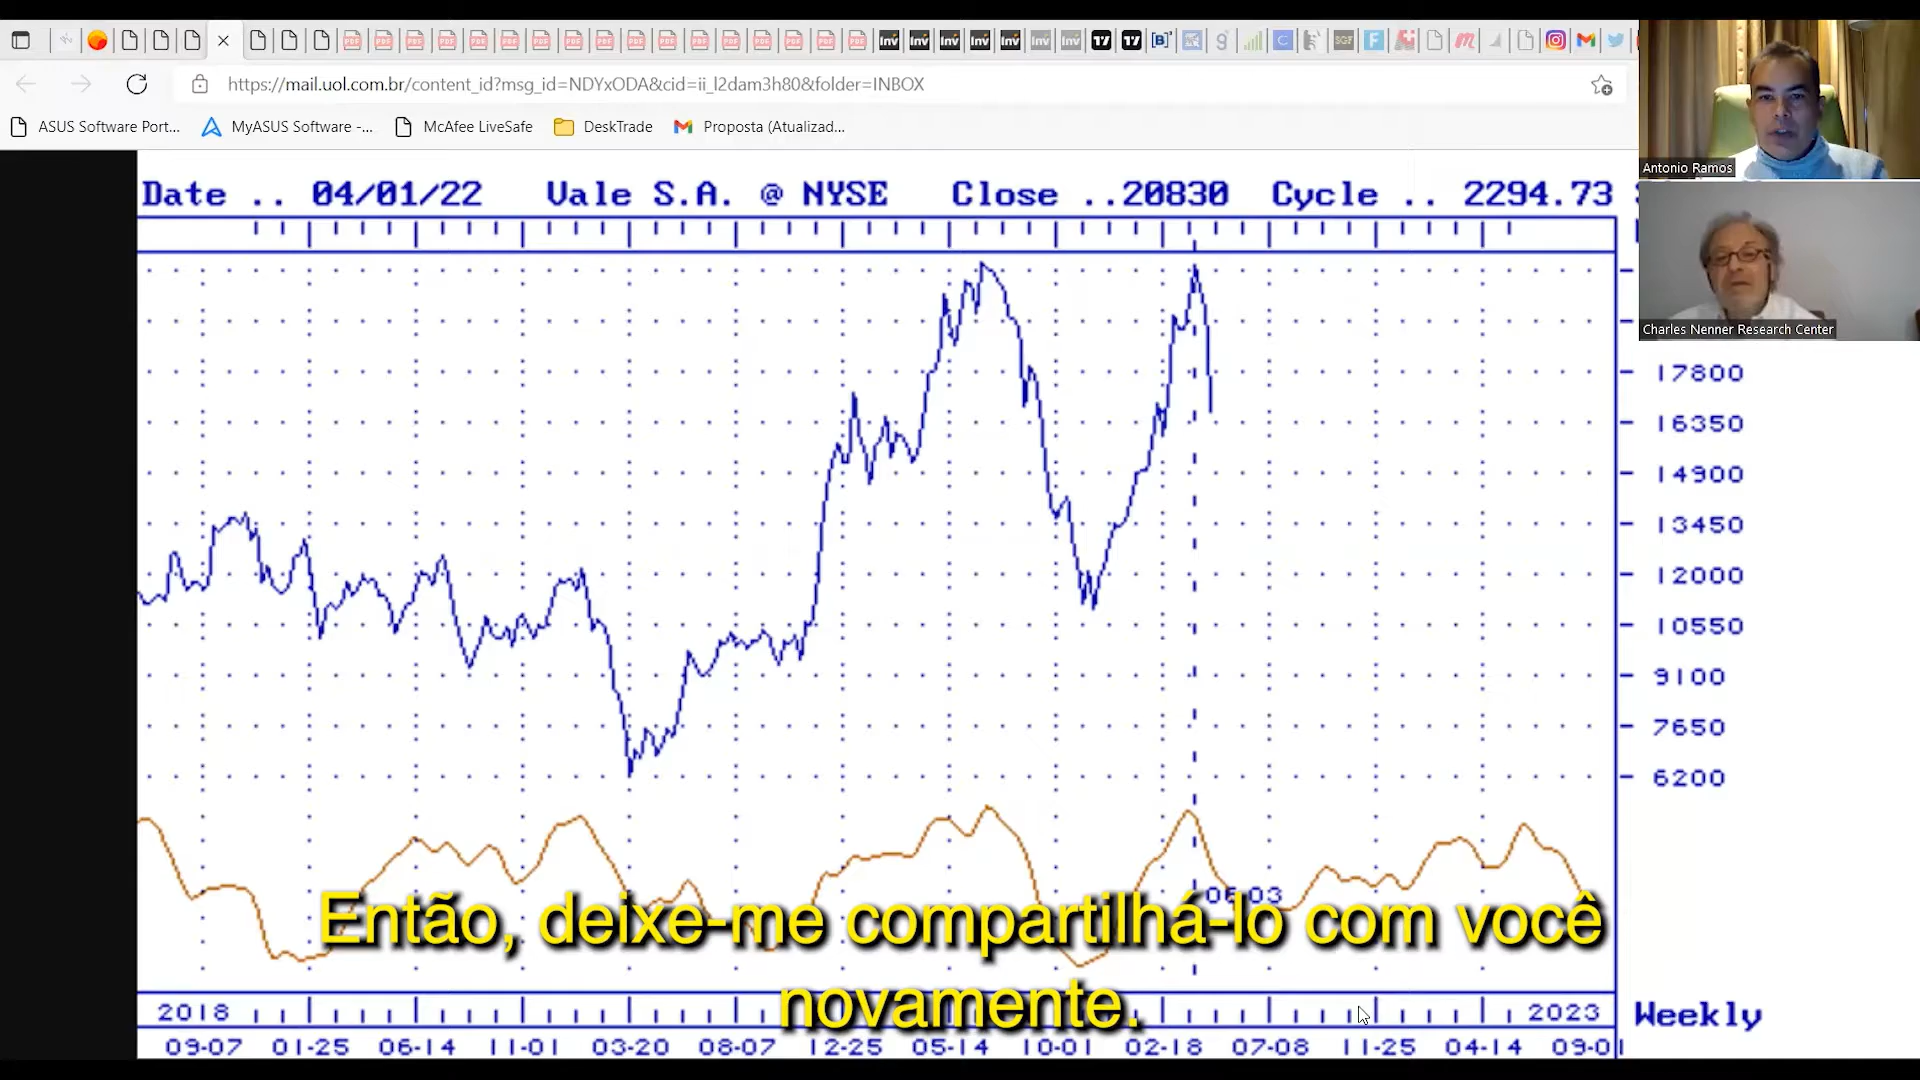 https://mail.uol.com.br/content_id?msg_id=NDYxODA&cid=ii_l2dam3h80&folder=INBOX
ASUS Software Port... MyASUS Software -... McAfee LiveSafe DeskTrade Proposta (Atualizad...
Antonio Ramos
Charles Nenner Research Center
Date .. 04/01/22 Vale S.A. @ NYSE Close ..20830 Cycle .. 2294.73
17800
16350
14900
13450
12000
10550
9100
7650
6200
Então, deixe-me compartilhá-lo com você
novamente.
2018 2023 Weekly
09-07 01-25 06-14 11-01 03-20 08-07 12-25 05-14 10-01 02-18 07-08 11-25 04-14 09-01